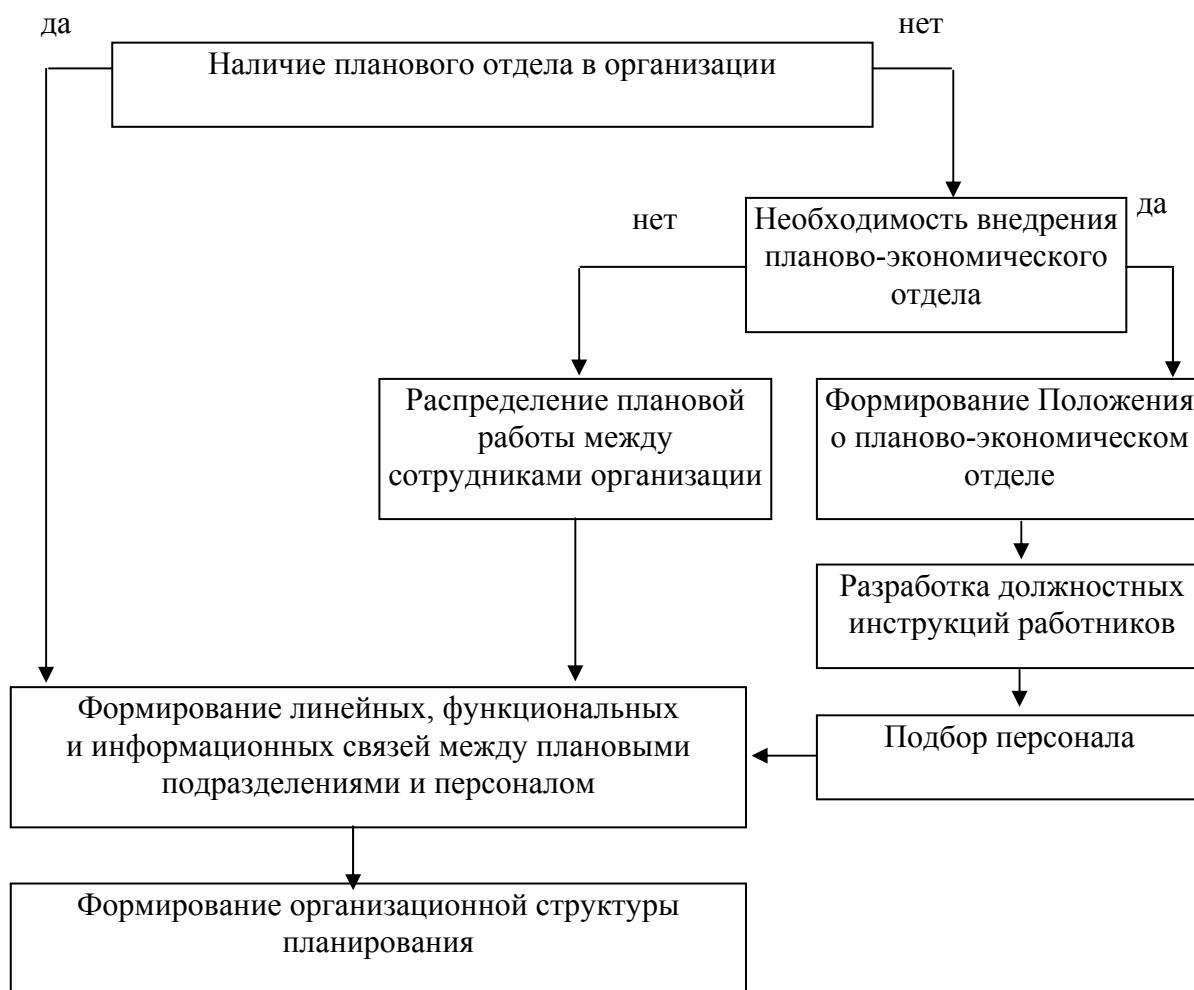 да
нет
Наличие планового отдела в организации
нет
Необходимость внедрения
планово-экономического
отдела
да
Распределение плановой
работы между
сотрудниками организации
Формирование Положения
о планово-экономическом
отделе
Разработка должностных
инструкций работников
Формирование линейных, функциональных
и информационных связей между плановыми
подразделениями и персоналом
Подбор персонала
Формирование организационной структуры
планирования